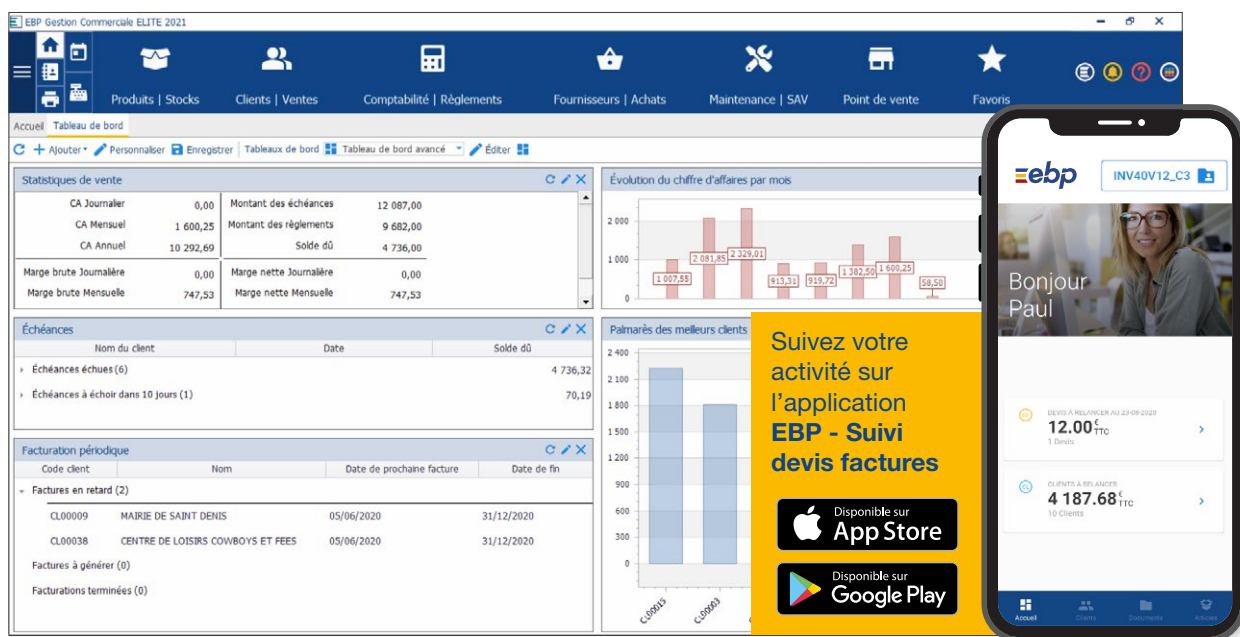 EBP Gestion Commerciale ELITE 2021
Produits | Stocks
Clients | Ventes
Comptabilité | Règlements
Fournisseurs | Achats
Maintenance | SAV
Point de vente
Favoris
Accueil Tableau de bord
Ajouter Personnaliser Enregistrer Tableaux de bord Tableau de bord avancé Éditer
Statistiques de vente
CA Journalier 0,00 Montant des échéances 12 087,00
CA Mensuel 1 600,25 Montant des règlements 9 682,00
CA Annuel 10 292,69 Solde dû 4 736,00
Marge brute Journalière 0,00 Marge nette Journalière 0,00
Marge brute Mensuelle 747,53 Marge nette Mensuelle 747,53
Évolution du chiffre d'affaires par mois
2 000
1 000
0
1 007,55 2 081,85 2 329,01 913,31 919,72 1 382,50 1 600,25 58,50
Échéances
Nom du client Date Solde dû
Échéances échues (6) 4 736,32
Échéances à échoir dans 10 jours (1) 70,19
Facturation périodique
Code client Nom Date de prochaine facture Date de fin
Factures en retard (2)
CL00009 MAIRIE DE SAINT DENIS 05/06/2020 31/12/2020
CL00038 CENTRE DE LOISIRS COWBOYS ET FEES 05/06/2020 31/12/2020
Factures à générer (0)
Facturations terminées (0)
Palmarès des meilleurs clients
2 400
2 100
1 800
1 500
1 200
900
600
300
0
CL00015 CL00003
Suivez votre
activité sur
l'application
EBP - Suivi
devis factures
Disponible sur
App Store
Disponible sur
Google Play
ebp
INV40V12_C3
Bonjour
Paul
DEVIS À RELANCER AU 23-08-2020
12.00 € TTC
1 Devis
CL
CLIENTS À RELANCER
4 187.68 € TTC
10 Clients
Accueil Clients Documents Articles